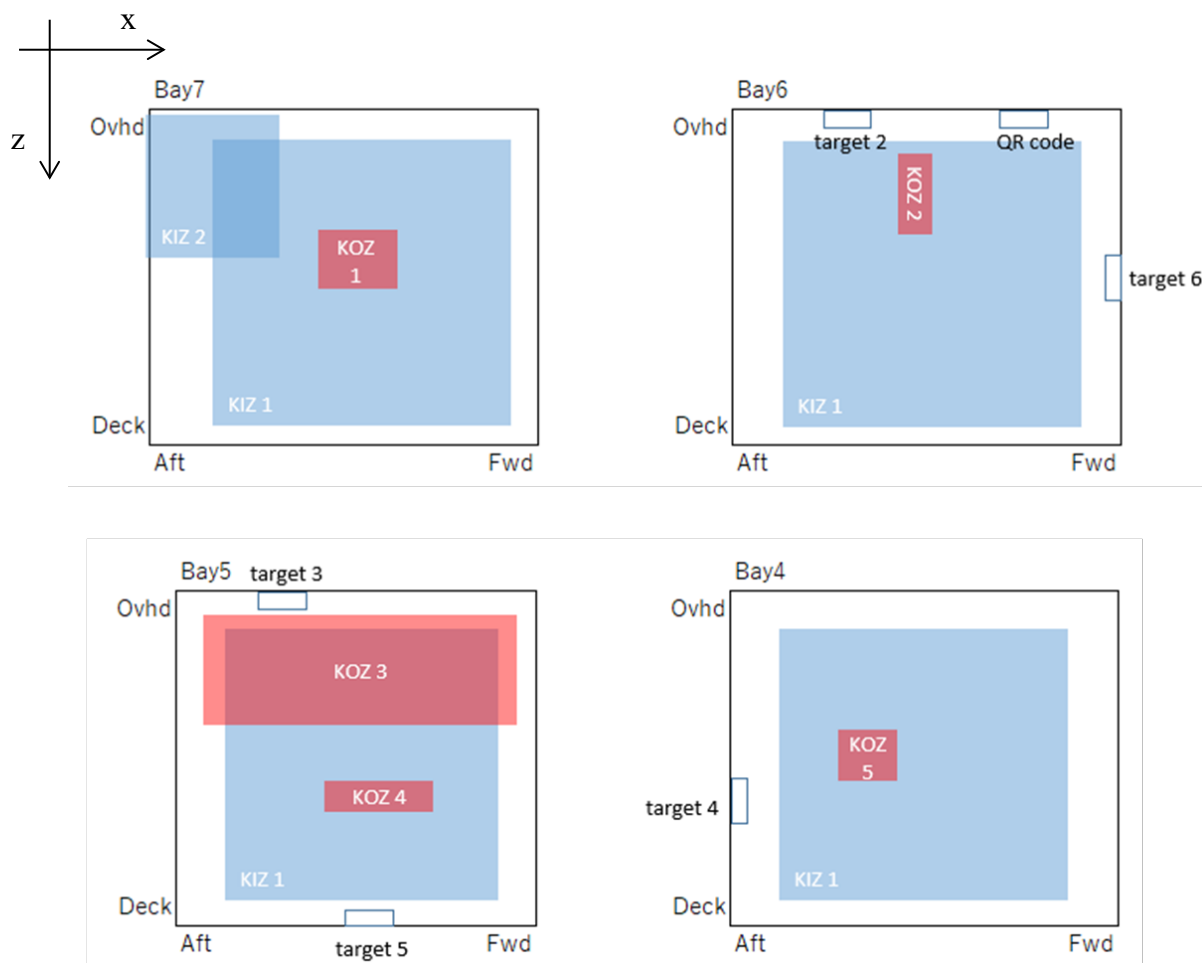 x
z
Bay7
Ovhd
KIZ 2
KOZ
1
KIZ 1
Deck
Aft
Fwd
Bay6
Ovhd
target 2
QR code
KOZ 2
target 6
KIZ 1
Deck
Aft
Fwd
Bay5
target 3
Ovhd
KOZ 3
KOZ 4
KIZ 1
Deck
Aft
target 5
Fwd
Bay4
Ovhd
KOZ
5
target 4
KIZ 1
Deck
Aft
Fwd